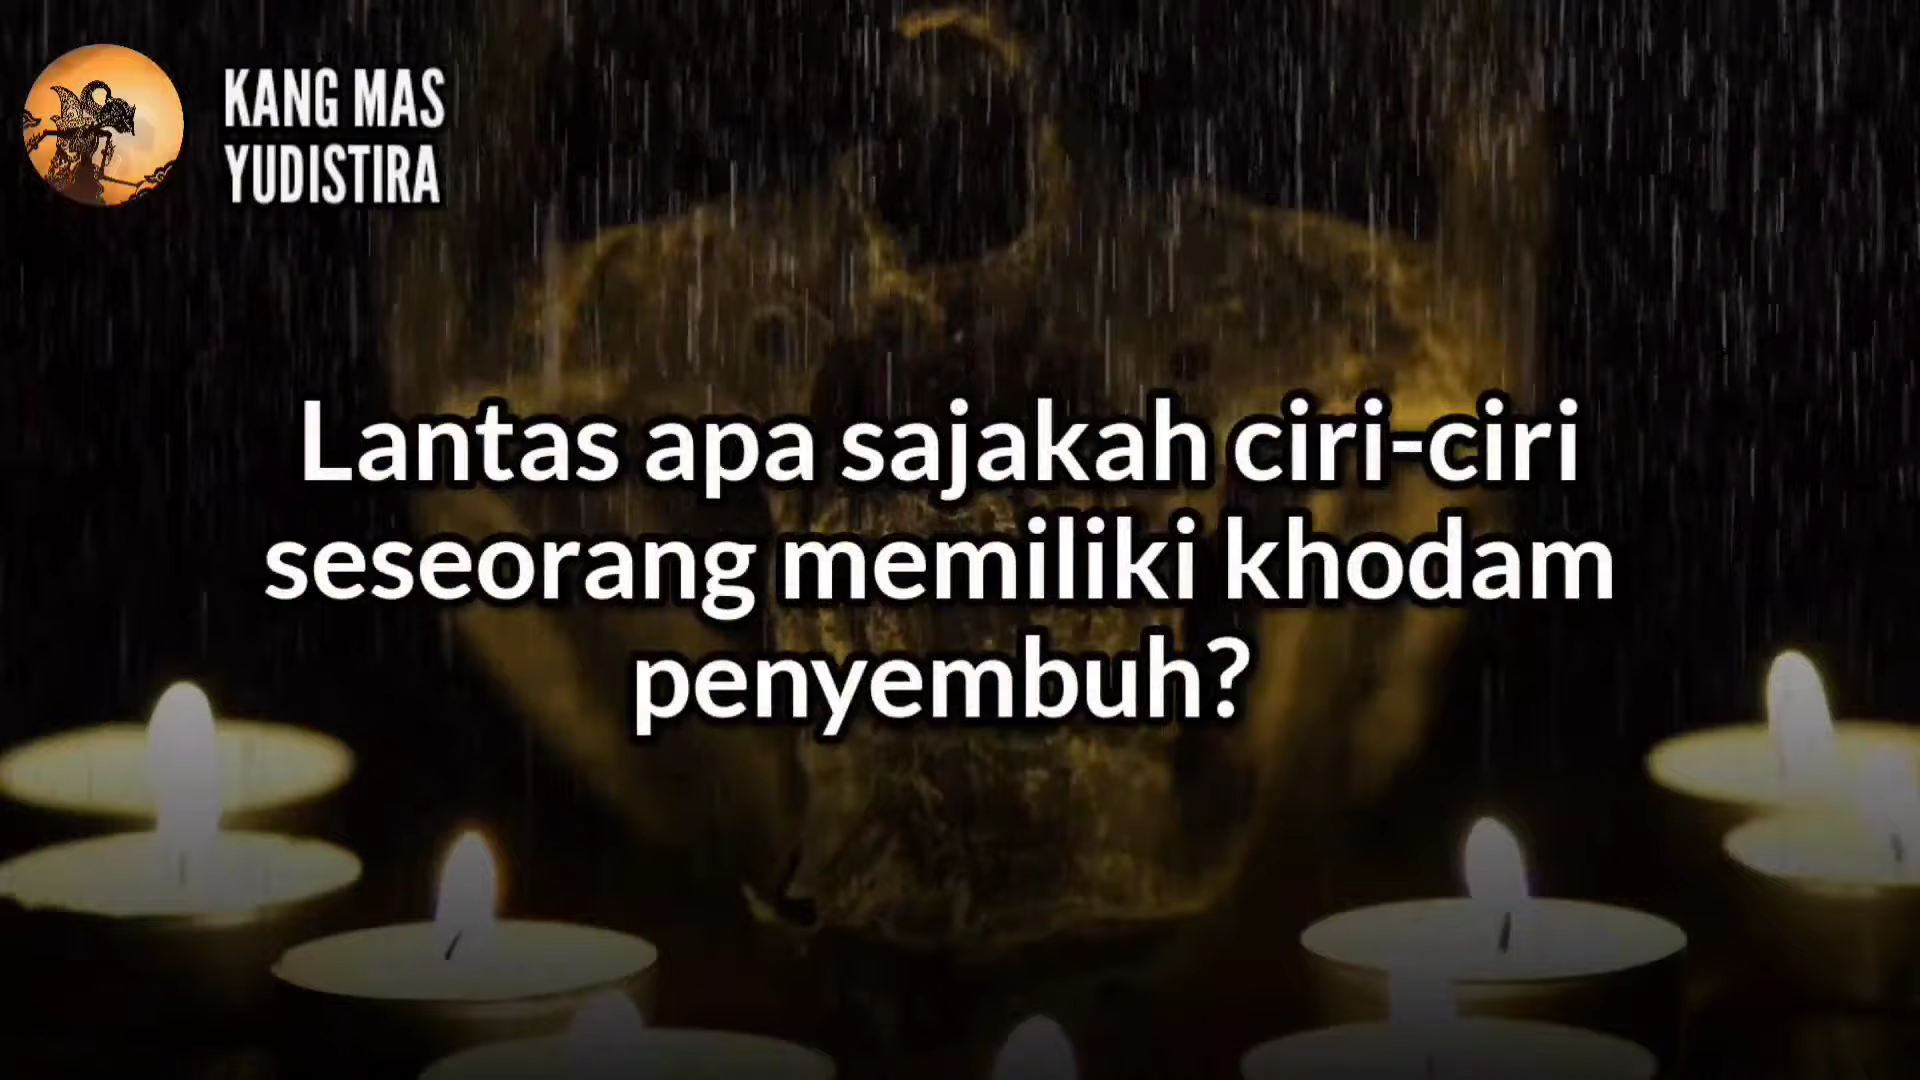 KANG MAS
YUDISTIRA
Lantas apa sajakah ciri-ciri
seseorang memiliki khodam
penyembuh?